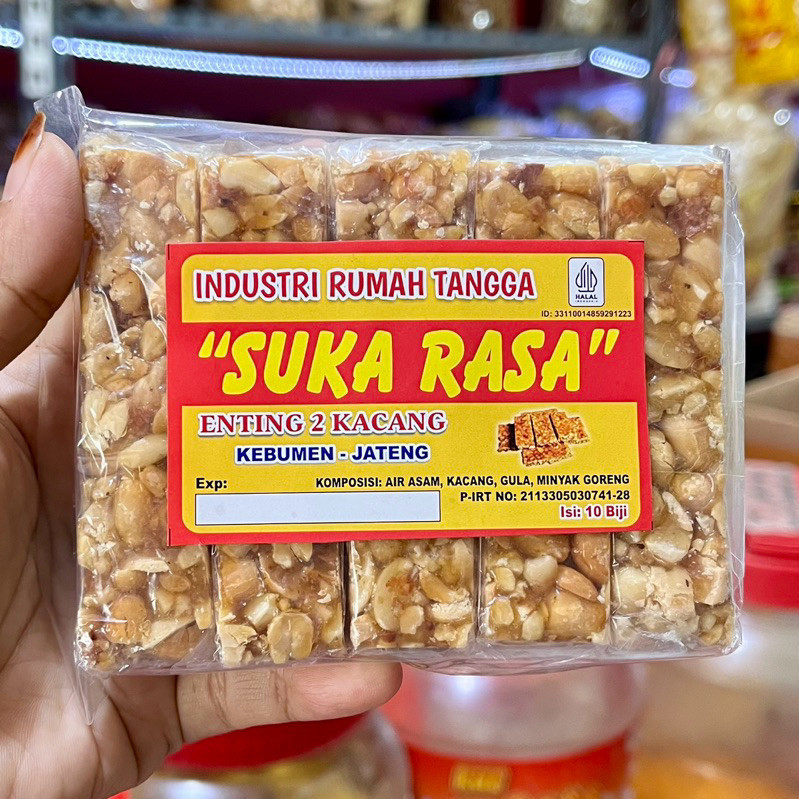 INDUSTRI RUMAH TANGGA
HALAL
INDONESIA
ID: 33110014859291223
"SUKA RASA"
ENTING 2 KACANG
KEBUMEN - JATENG
Exp:
KOMPOSISI: AIR ASAM, KACANG, GULA, MINYAK GORENG
P-IRT NO: 2113305030741-28
Isi: 10 Biji